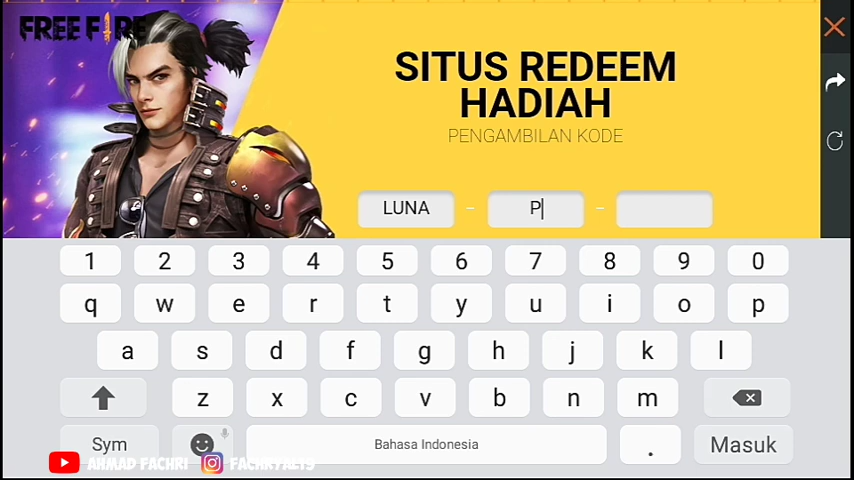 FREE FIRE
SITUS REDEEM
HADIAH
PENGAMBILAN KODE
LUNA - P -
1 2 3 4 5 6 7 8 9 0
q w e r t y u i o p
a s d f g h j k l
z x c v b n m
Sym Bahasa Indonesia . Masuk
AHMAD FACHRI FACHRYAL19